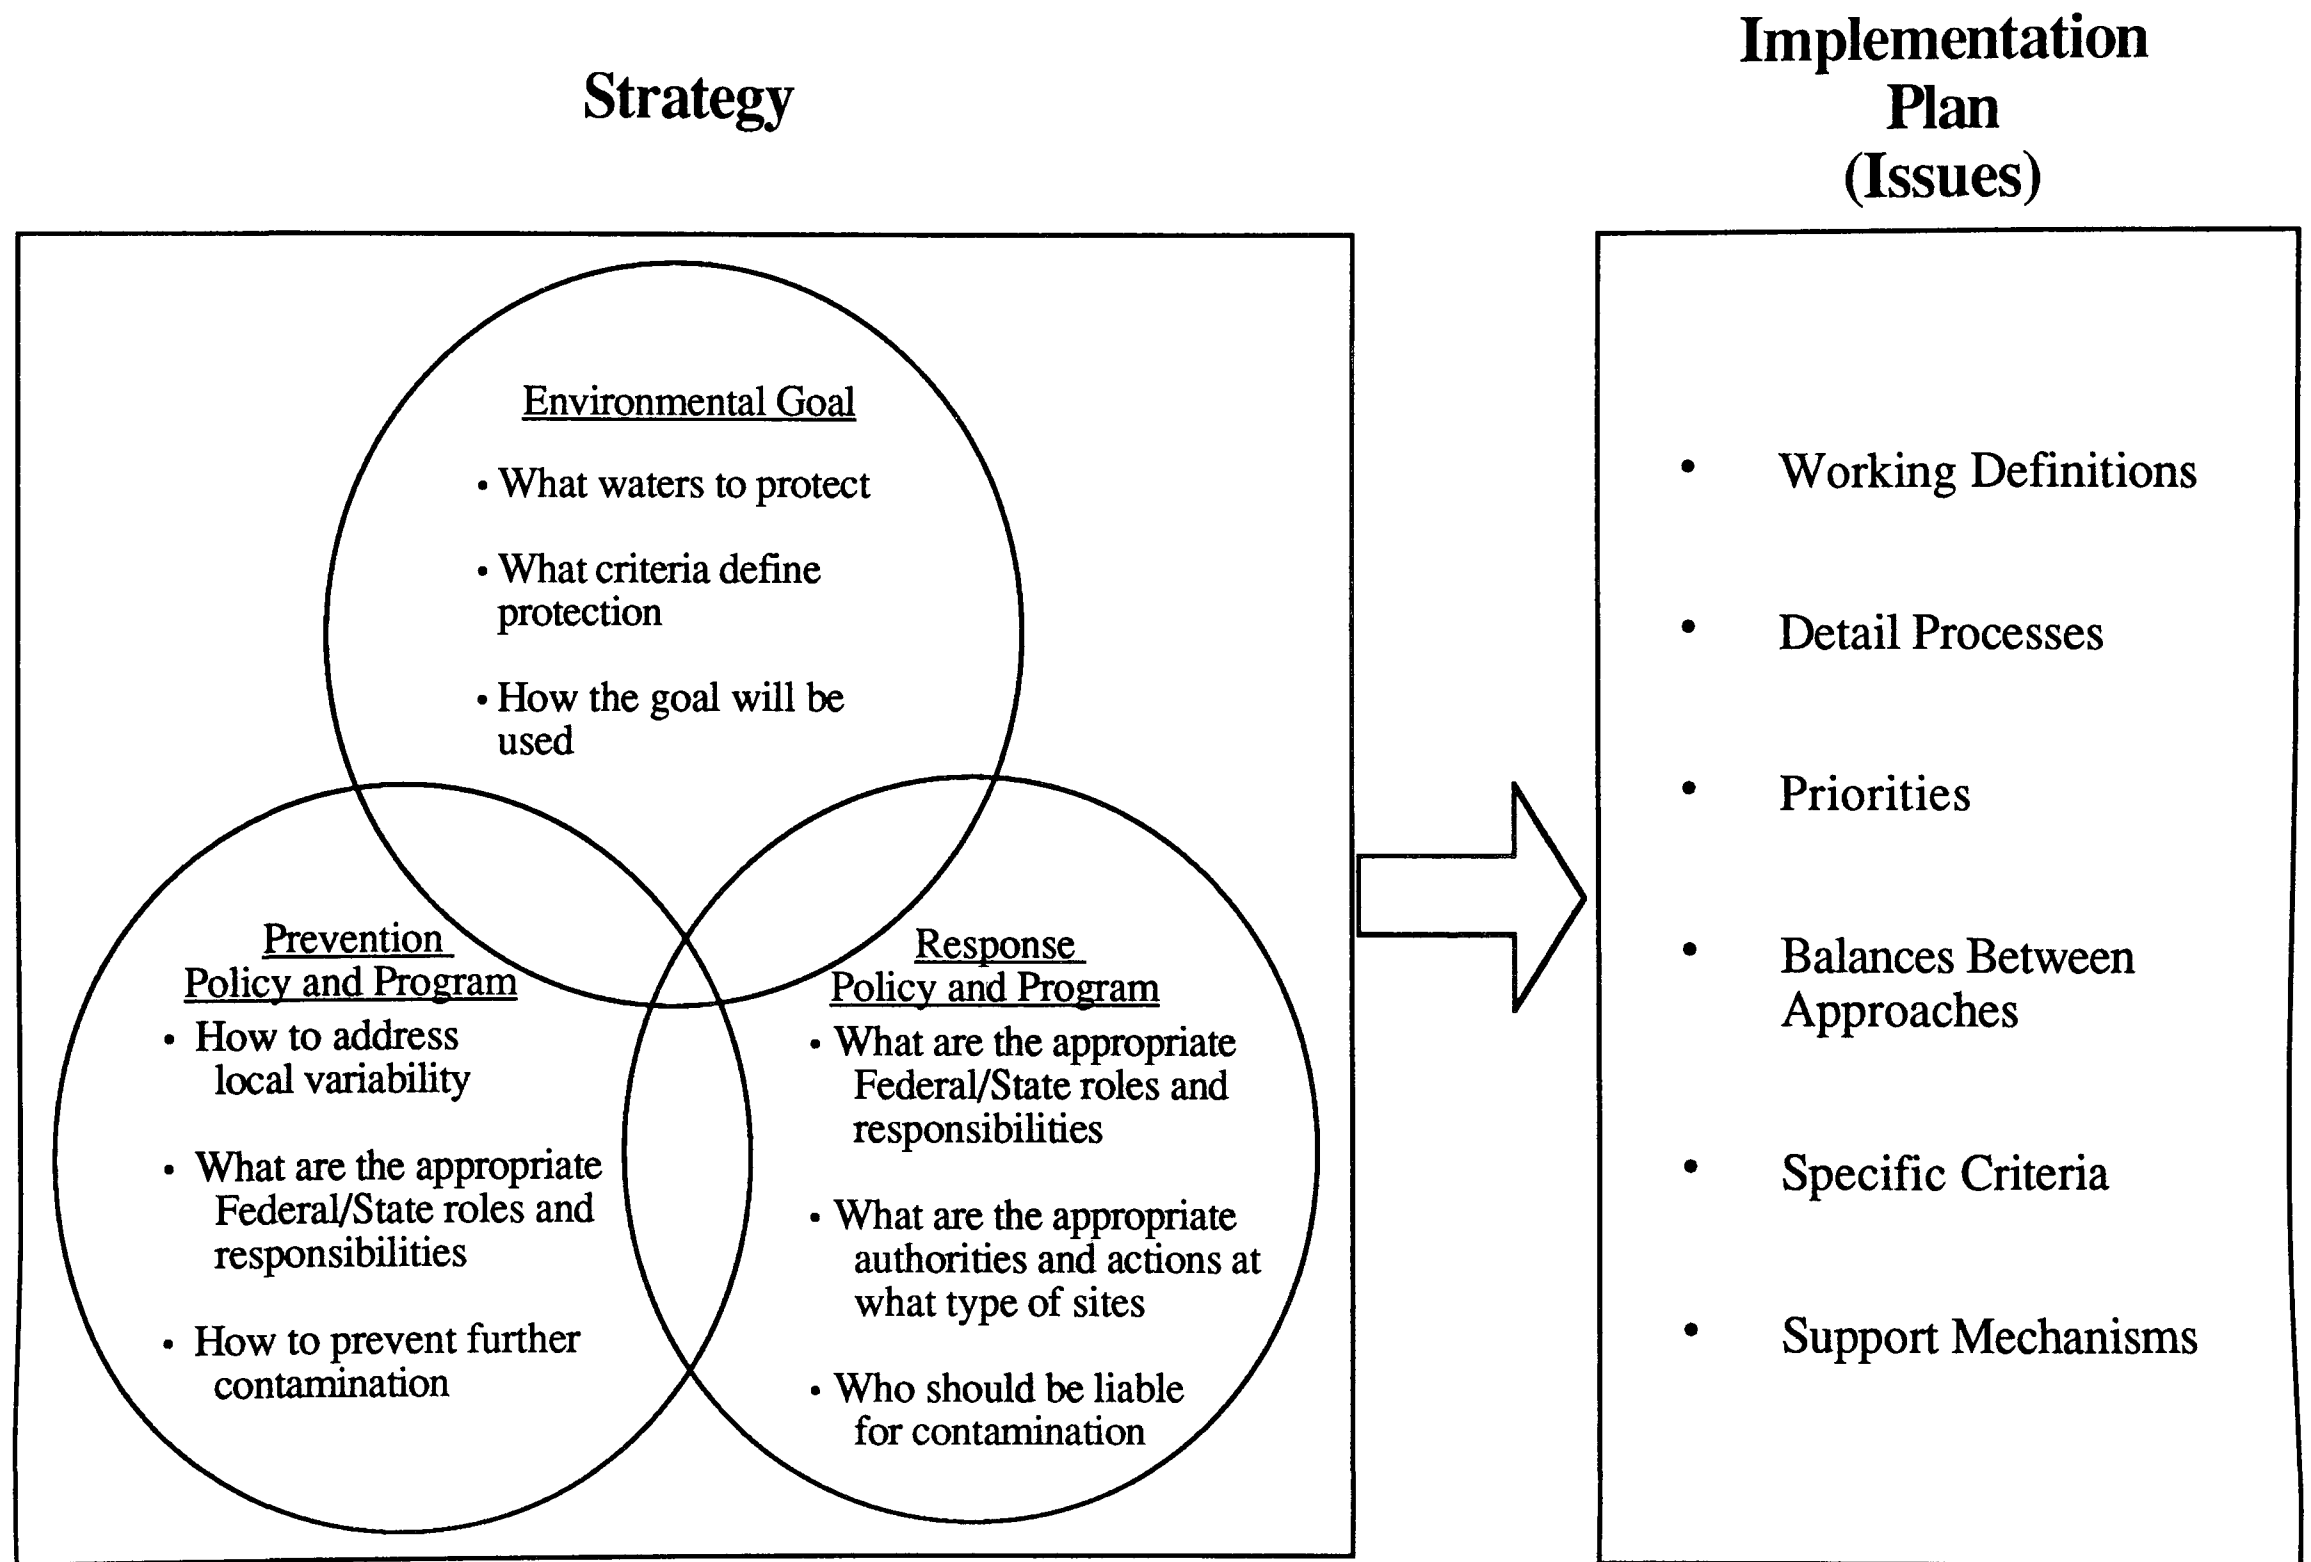 Strategy
Implementation
Plan
(Issues)
Environmental Goal
• What waters to protect
• What criteria define
protection
• How the goal will be
used
Prevention
Policy and Program
• How to address
local variability
• What are the appropriate
Federal/State roles and
responsibilities
• How to prevent further
contamination
Response
Policy and Program
• What are the appropriate
Federal/State roles and
responsibilities
• What are the appropriate
authorities and actions at
what type of sites
• Who should be liable
for contamination
• Working Definitions
• Detail Processes
• Priorities
• Balances Between
Approaches
• Specific Criteria
• Support Mechanisms